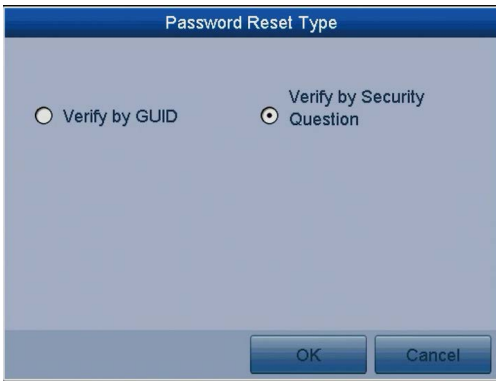 Password Reset Type
Verify by GUID
Verify by Security
Question
OK
Cancel